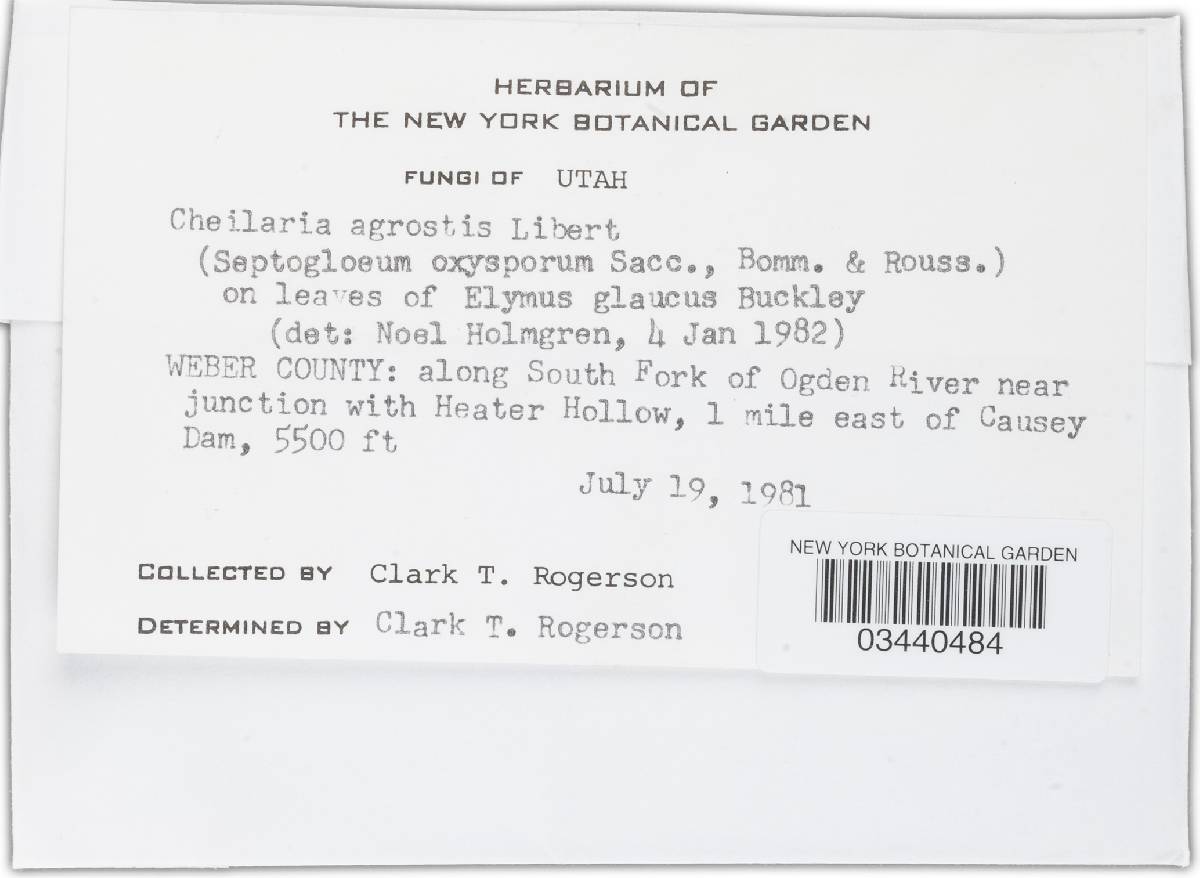 HERBARIUM OF
THE NEW YORK BOTANICAL GARDEN
FUNGI OF UTAH
Cheilaria agrostis Libert
(Septogloeum oxysporum Sacc., Bomm. & Rouss.)
on leaves of Elymus glaucus Buckley
(det: Noel Holmgren, 4 Jan 1982)
WEBER COUNTY: along South Fork of Ogden River near
junction with Heater Hollow, 1 mile east of Causey
Dam, 5500 ft
July 19, 1981
COLLECTED BY Clark T. Rogerson
DETERMINED BY Clark T. Rogerson
NEW YORK BOTANICAL GARDEN
03440484